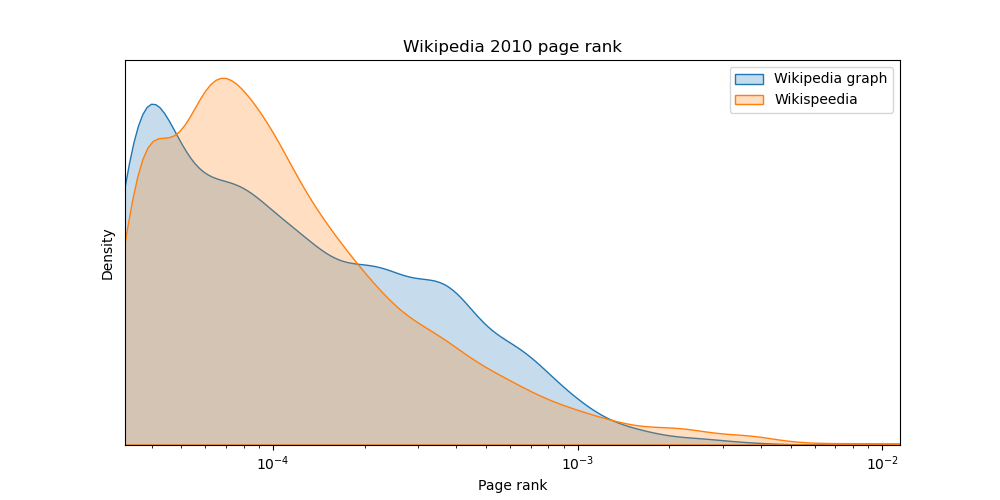 Wikipedia 2010 page rank
Wikipedia graph
Wikispeedia
Density
10⁻⁴
10⁻³
10⁻²
Page rank